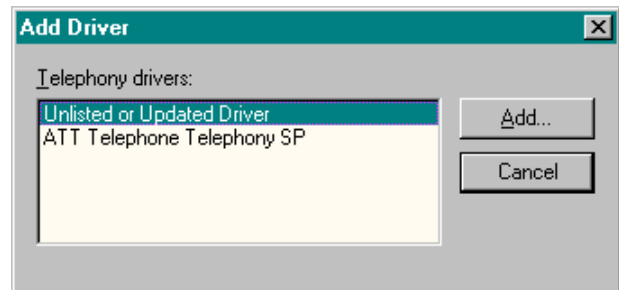 Add Driver
Telephony drivers:
Unlisted or Updated Driver
ATT Telephone Telephony SP
Add...
Cancel